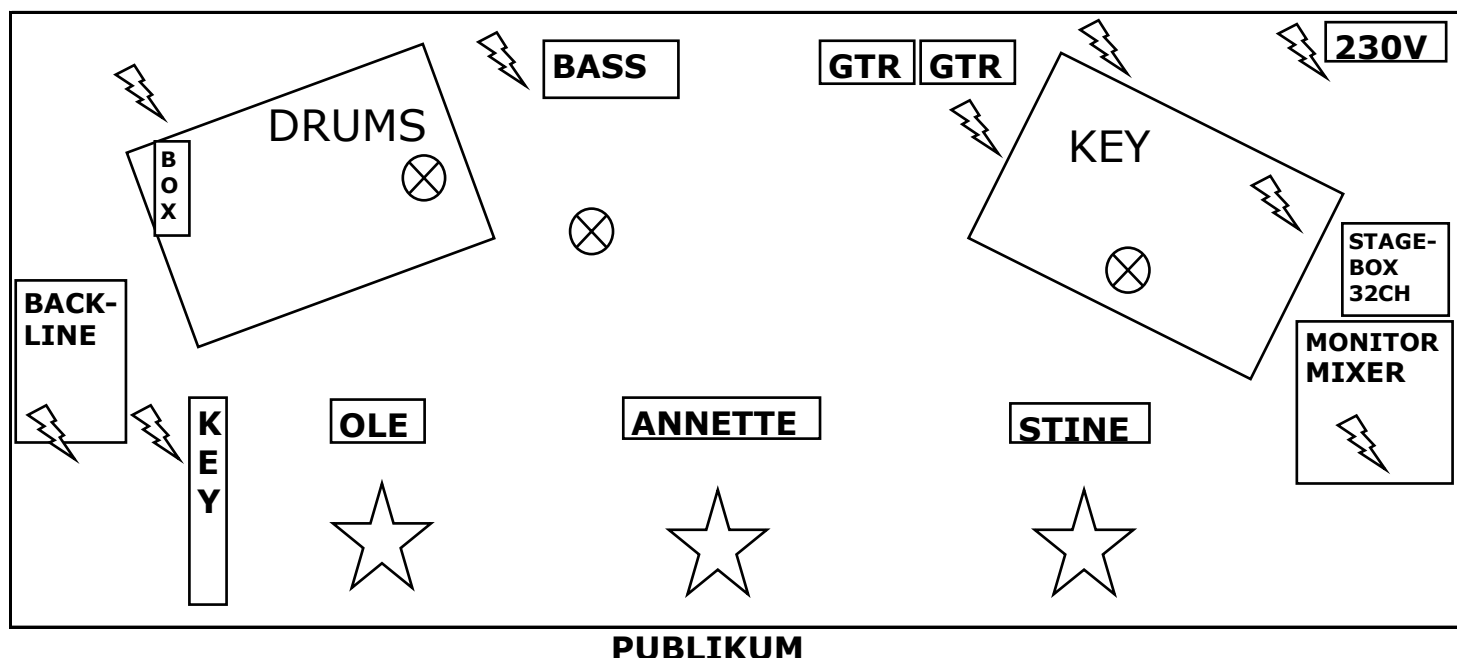 230V
BASS
GTR
GTR
DRUMS
KEY
B
O
X
STAGE-
BOX
32CH
BACK-
LINE
MONITOR
MIXER
K
E
Y
OLE
ANNETTE
STINE
PUBLIKUM